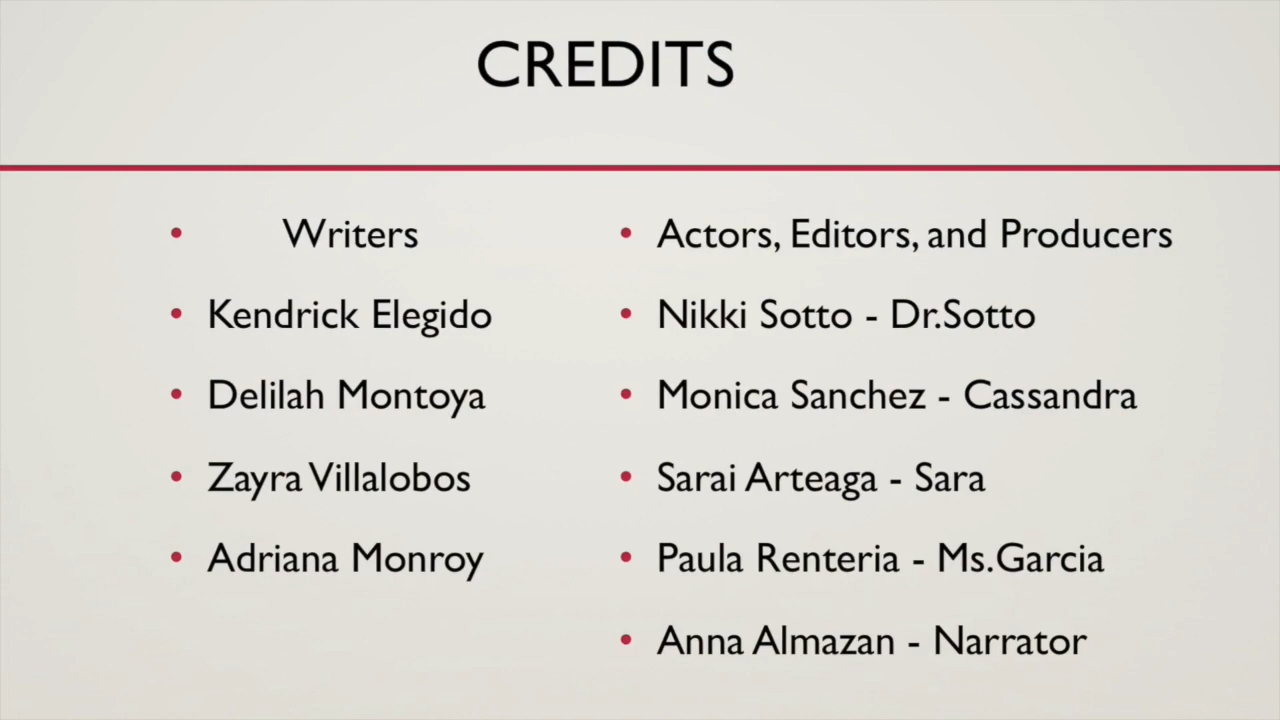 CREDITS
• Writers
• Kendrick Elegido
• Delilah Montoya
• Zayra Villalobos
• Adriana Monroy
• Actors, Editors, and Producers
• Nikki Sotto - Dr.Sotto
• Monica Sanchez - Cassandra
• Sarai Arteaga - Sara
• Paula Renteria - Ms.Garcia
• Anna Almazan - Narrator